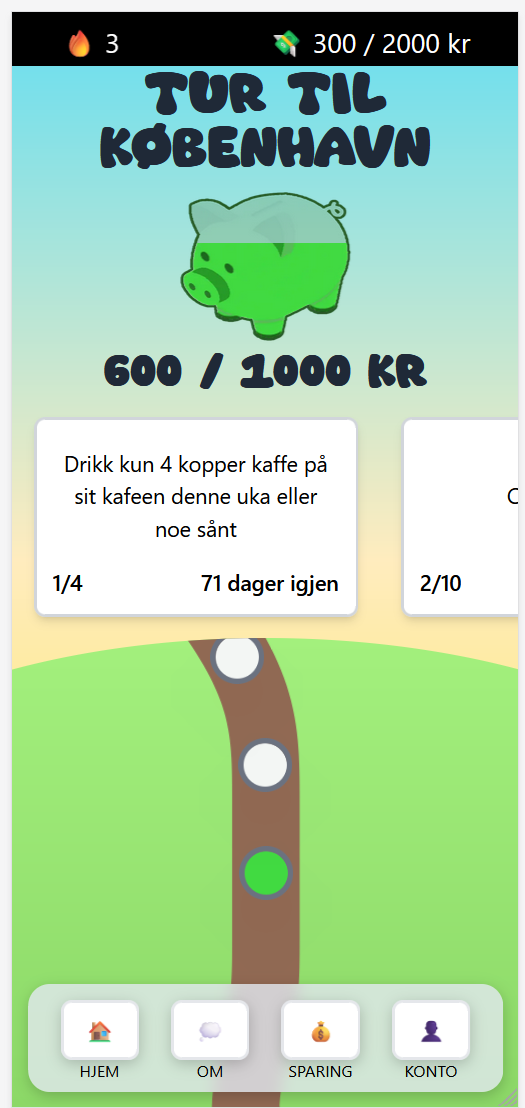 🔥 3
💸 300 / 2000 kr
TUR TIL
KØBENHAVN
600 / 1000 KR
Drikk kun 4 kopper kaffe på
sit kafeen denne uka eller
noe sånt
1/4
71 dager igjen
2/10
HJEM
OM
SPARING
KONTO